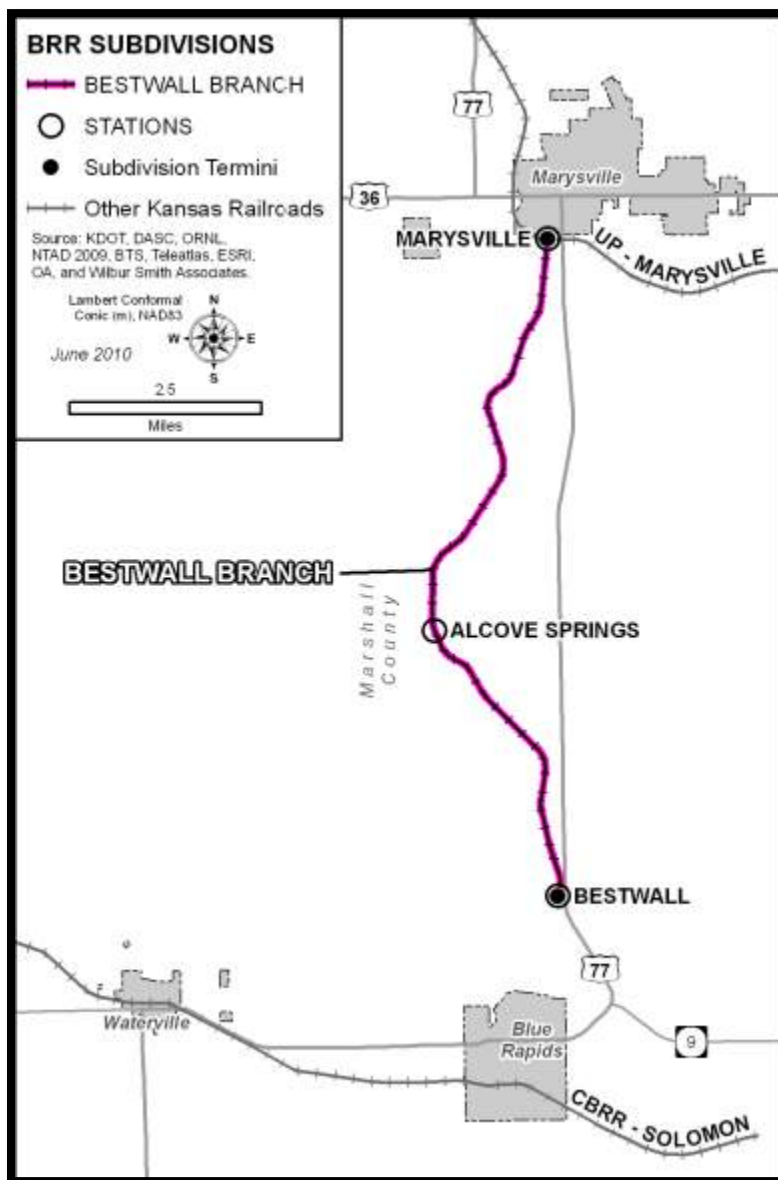 BRR SUBDIVISIONS
BESTWALL BRANCH
STATIONS
Subdivision Termini
Other Kansas Railroads
Source: KDOT, DASC, ORNL,
NTAD 2009, BTS, Teleatlas, ESRI,
OA, and Wilbur Smith Associates.
Lambert Conformal
Conic (m), NAD83
June 2010
N
W
E
S
2.5
Miles
77
36
Marysville
MARYSVILLE
UP - MARYSVILLE
BESTWALL BRANCH
Marshall
County
ALCOVE SPRINGS
BESTWALL
77
Waterville
Blue
Rapids
9
CBRR - SOLOMON